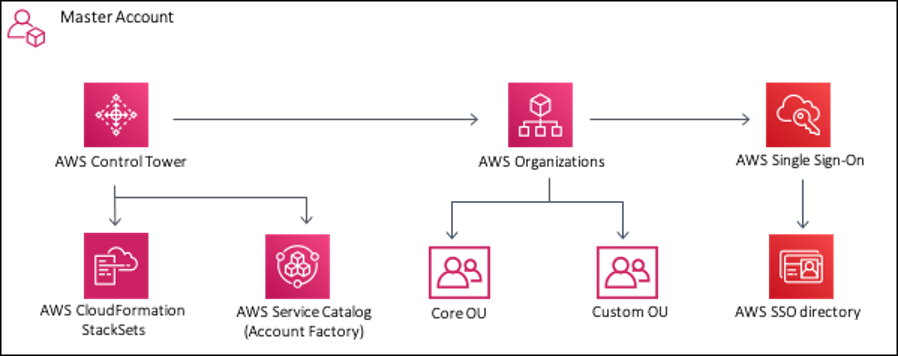 Master Account
AWS Control Tower
AWS Organizations
AWS Single Sign-On
AWS CloudFormation
StackSets
AWS Service Catalog
(Account Factory)
Core OU
Custom OU
AWS SSO directory